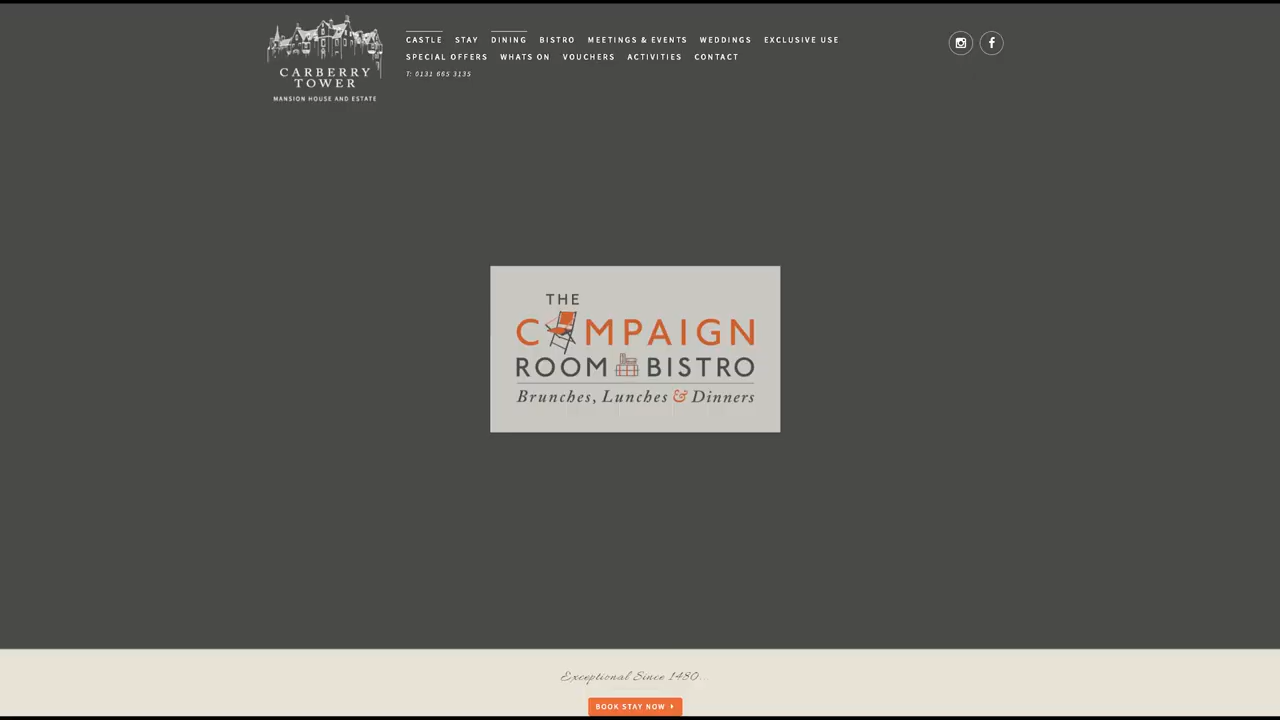 CARBERRY
TOWER
MANSION HOUSE AND ESTATE
CASTLE STAY DINING BISTRO MEETINGS & EVENTS WEDDINGS EXCLUSIVE USE
SPECIAL OFFERS WHATS ON VOUCHERS ACTIVITIES CONTACT
T: 0131 665 3135
THE
CAMPAIGN
ROOM BISTRO
Brunches, Lunches & Dinners
Exceptional Since 1480...
BOOK STAY NOW